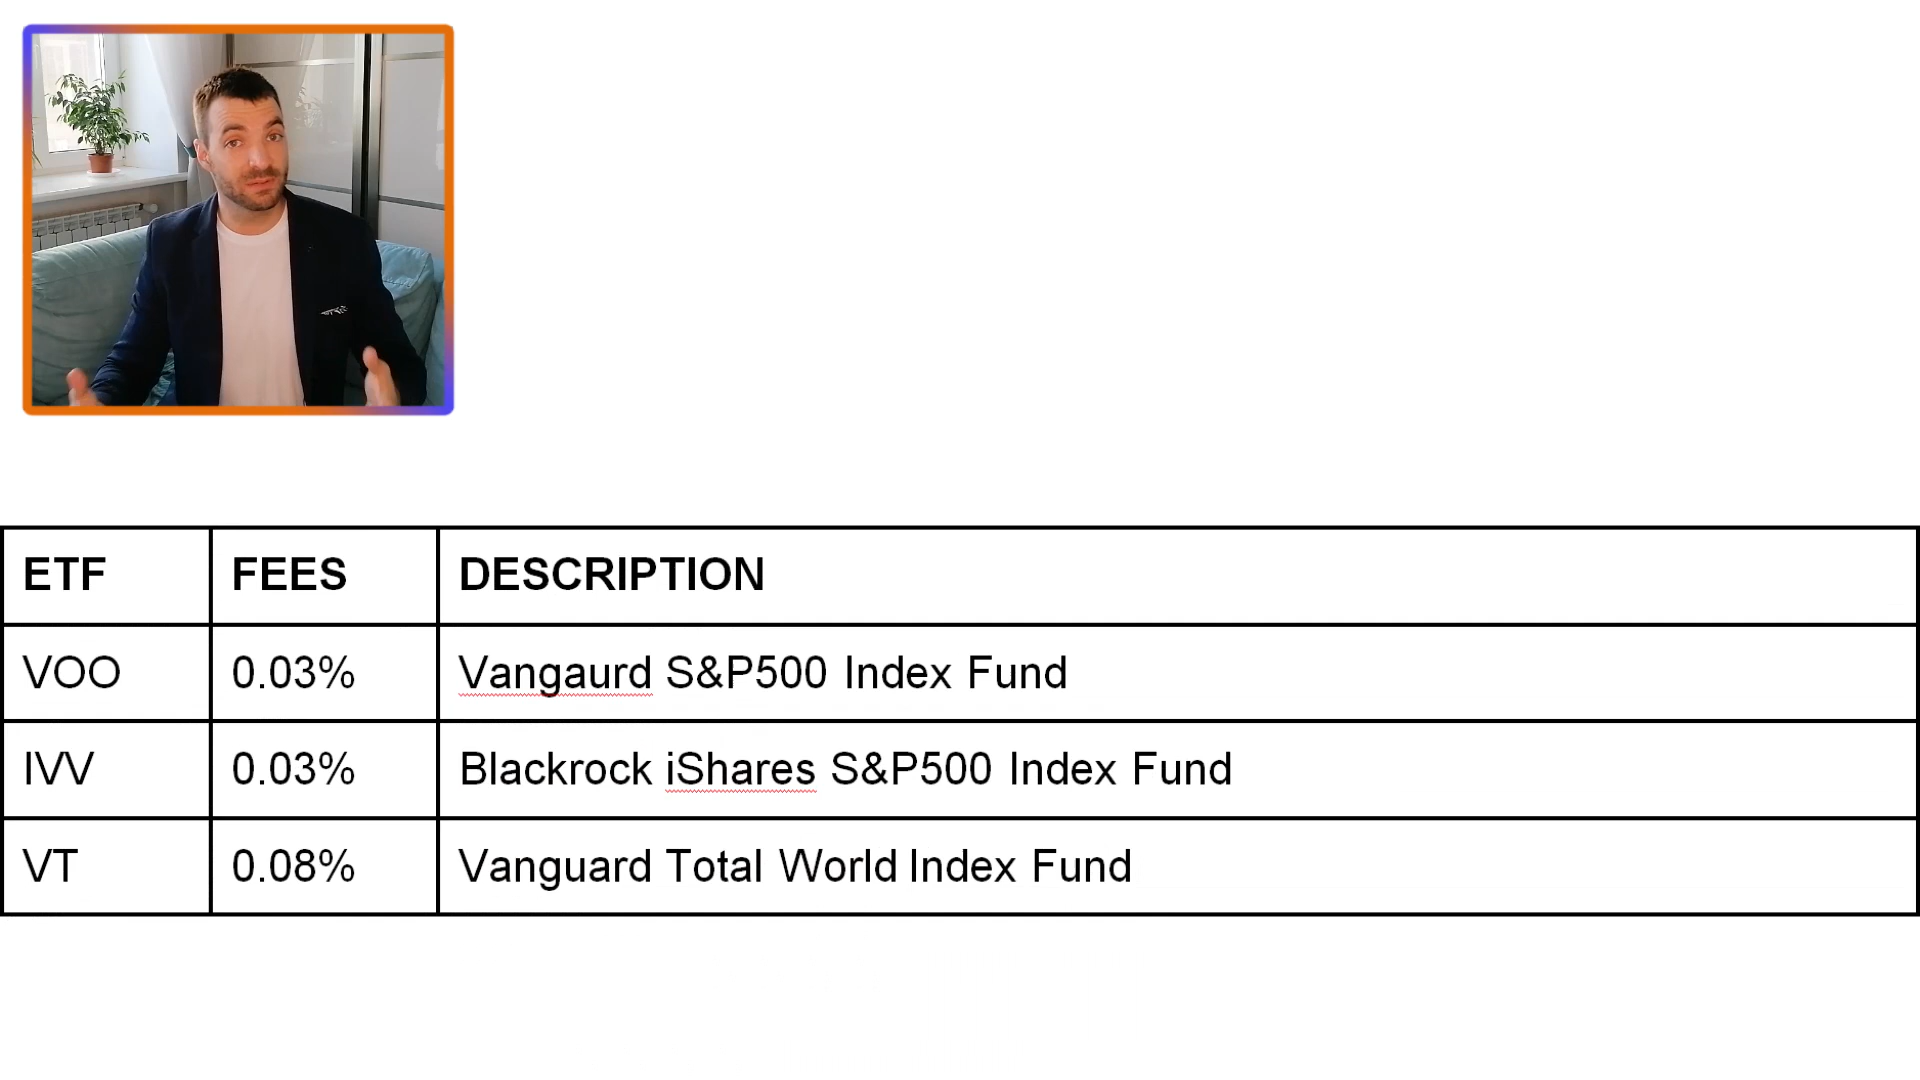 ETF FEES DESCRIPTION
VOO 0.03% Vangaurd S&P500 Index Fund
IVV 0.03% Blackrock iShares S&P500 Index Fund
VT 0.08% Vanguard Total World Index Fund